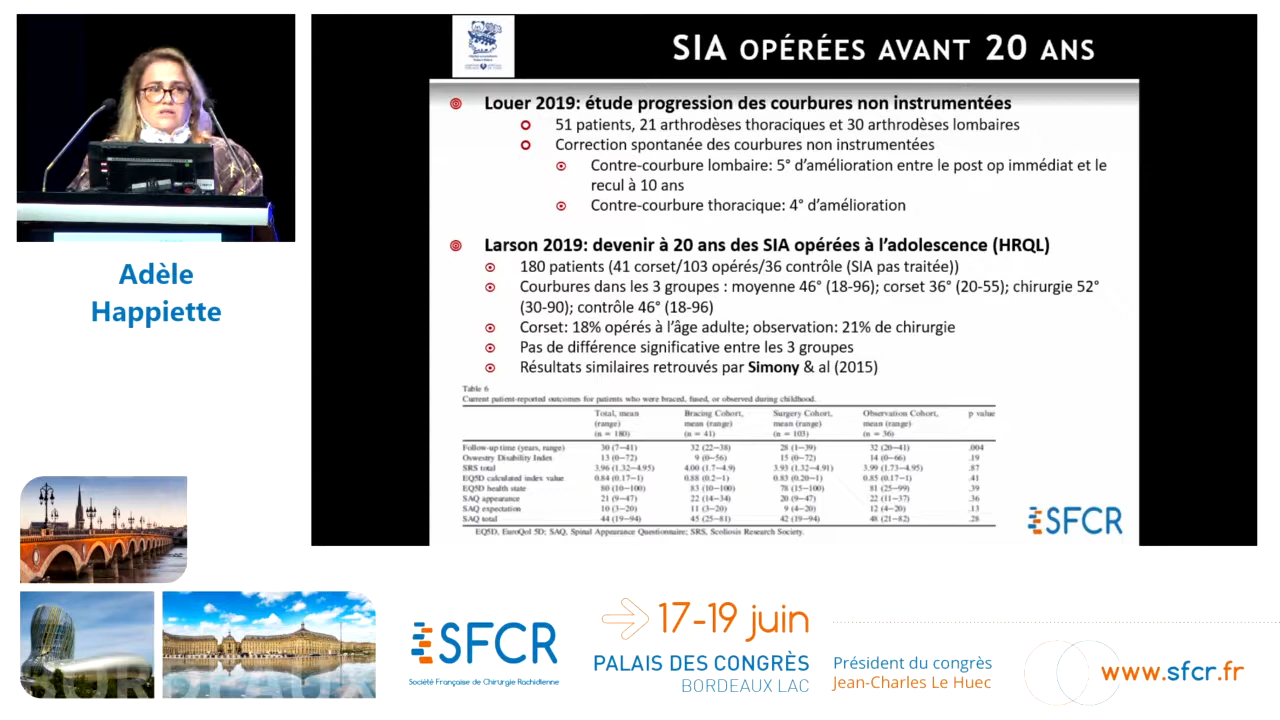 SIA OPÉRÉES AVANT 20 ANS
Louer 2019: étude progression des courbures non instrumentées
51 patients, 21 arthrodèses thoraciques et 30 arthrodèses lombaires
Correction spontanée des courbures non instrumentées
Contre-courbure lombaire: 5° d’amélioration entre le post op immédiat et le
recul à 10 ans
Contre-courbure thoracique: 4° d’amélioration
Larson 2019: devenir à 20 ans des SIA opérées à l’adolescence (HRQL)
180 patients (41 corset/103 opérés/36 contrôle (SIA pas traitée))
Courbures dans les 3 groupes : moyenne 46° (18-96); corset 36° (20-55); chirurgie 52°
(30-90); contrôle 46° (18-96)
Corset: 18% opérés à l’âge adulte; observation: 21% de chirurgie
Pas de différence significative entre les 3 groupes
Résultats similaires retrouvés par Simony & al (2015)
Table 6
Current patient-reported outcomes for patients who were braced, fused, or observed during childhood.
Total, mean (range) (n = 180) Bracing Cohort, mean (range) (n = 41) Surgery Cohort, mean (range) (n = 103) Observation Cohort, mean (range) (n = 36) p value
Follow-up time (years, range) 30 (7–41) 32 (22–38) 28 (1–39) 32 (20–41) .004
Oswestry Disability Index 13 (0–72) 9 (0–56) 15 (0–72) 14 (0–66) .19
SRS total 3.96 (1.32–4.95) 4.00 (1.7–4.9) 3.93 (1.32–4.91) 3.99 (1.73–4.95) .87
EQ5D calculated index value 0.84 (0.17–1) 0.88 (0.2–1) 0.83 (0.20–1) 0.85 (0.17–1) .41
EQ5D health state 80 (10–100) 83 (10–100) 78 (15–100) 81 (25–99) .39
SAQ appearance 21 (9–47) 22 (14–34) 20 (9–47) 22 (11–37) .36
SAQ expectation 10 (3–20) 11 (3–20) 9 (4–20) 12 (4–20) .13
SAQ total 44 (19–94) 45 (25–81) 42 (19–94) 48 (21–82) .28
EQ5D, EuroQol 5D; SAQ, Spinal Appearance Questionnaire; SRS, Scoliosis Research Society.
SFCR
Adèle
Happiette
BORDEAUX
SFCR
Société Française de Chirurgie Rachidienne
17-19 juin
PALAIS DES CONGRÈS
BORDEAUX LAC
Président du congrès
Jean-Charles Le Huec
www.sfcr.fr